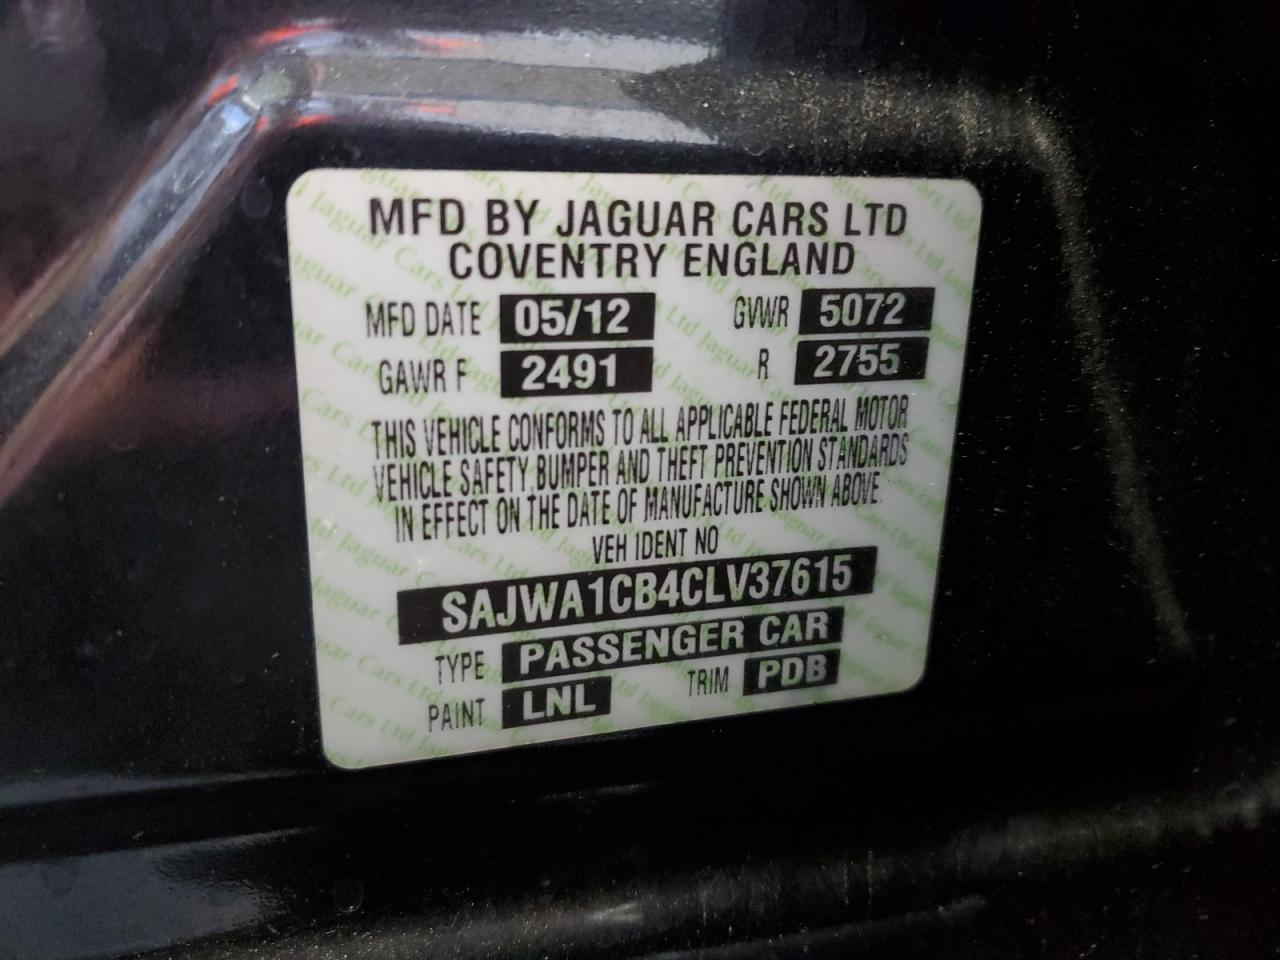 MFD BY JAGUAR CARS LTD
COVENTRY ENGLAND
MFD DATE 05/12 GVWR 5072
GAWR F 2491 R 2755
THIS VEHICLE CONFORMS TO ALL APPLICABLE FEDERAL MOTOR
VEHICLE SAFETY BUMPER AND THEFT PREVENTION STANDARDS
IN EFFECT ON THE DATE OF MANUFACTURE SHOWN ABOVE.
VEH IDENT NO
SAJWA1CB4CLV37615
TYPE PASSENGER CAR
PAINT LNL TRIM PDB